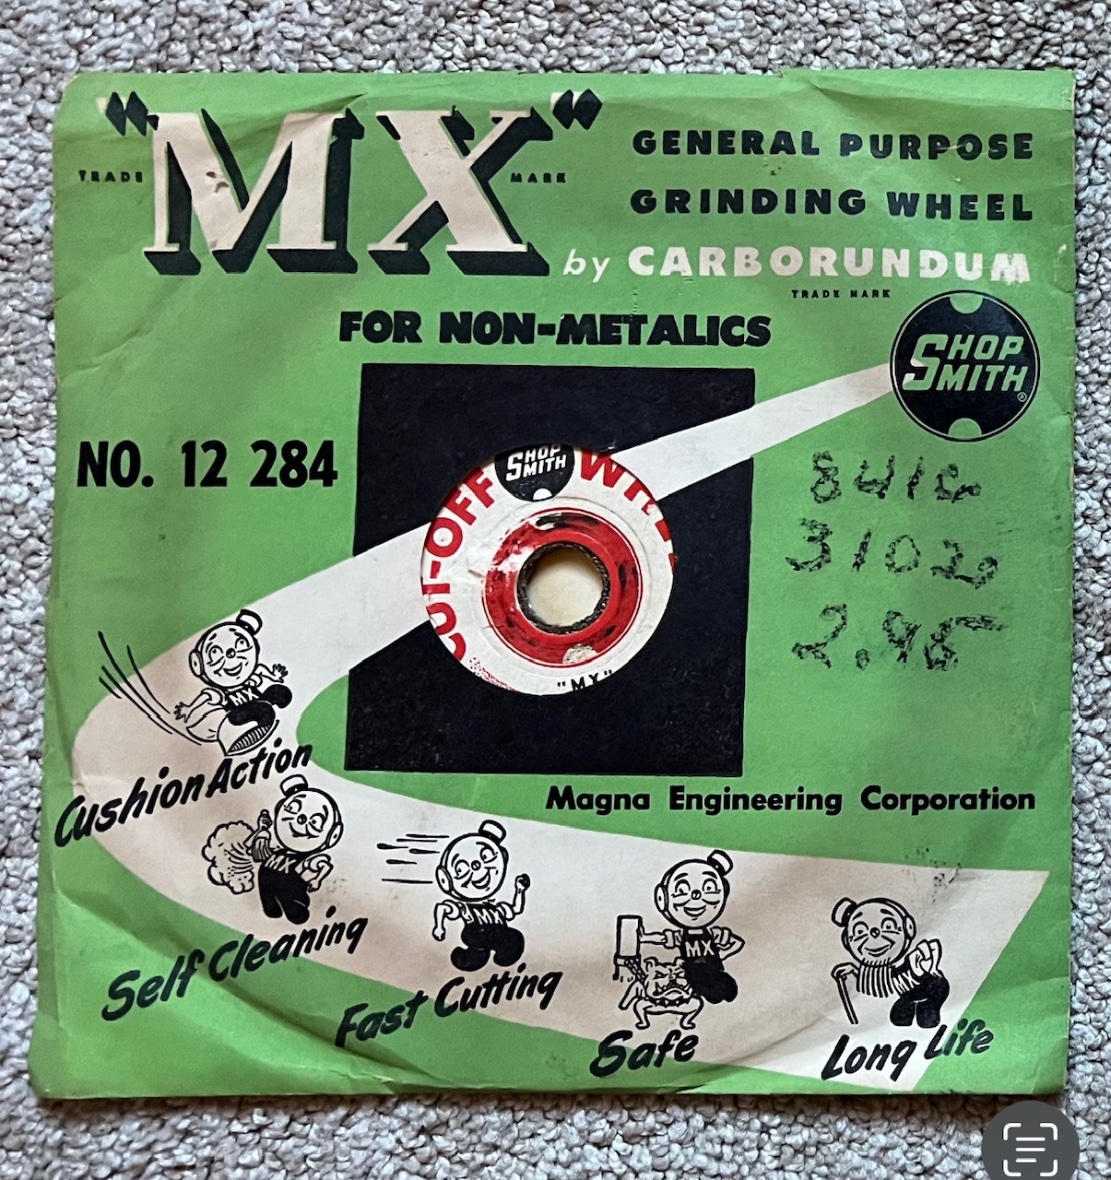 "MX"
TRADE MARK
GENERAL PURPOSE
GRINDING WHEEL
by CARBORUNDUM
TRADE MARK
FOR NON-METALICS
SHOP
SMITH
®
NO. 12 284
SHOP
SMITH
CUT-OFF
"MX"
3102
2.95
MX
Cushion Action
Magna Engineering Corporation
MX
Self Cleaning
MX
Fast Cutting
MX
Safe
MX
Long Life